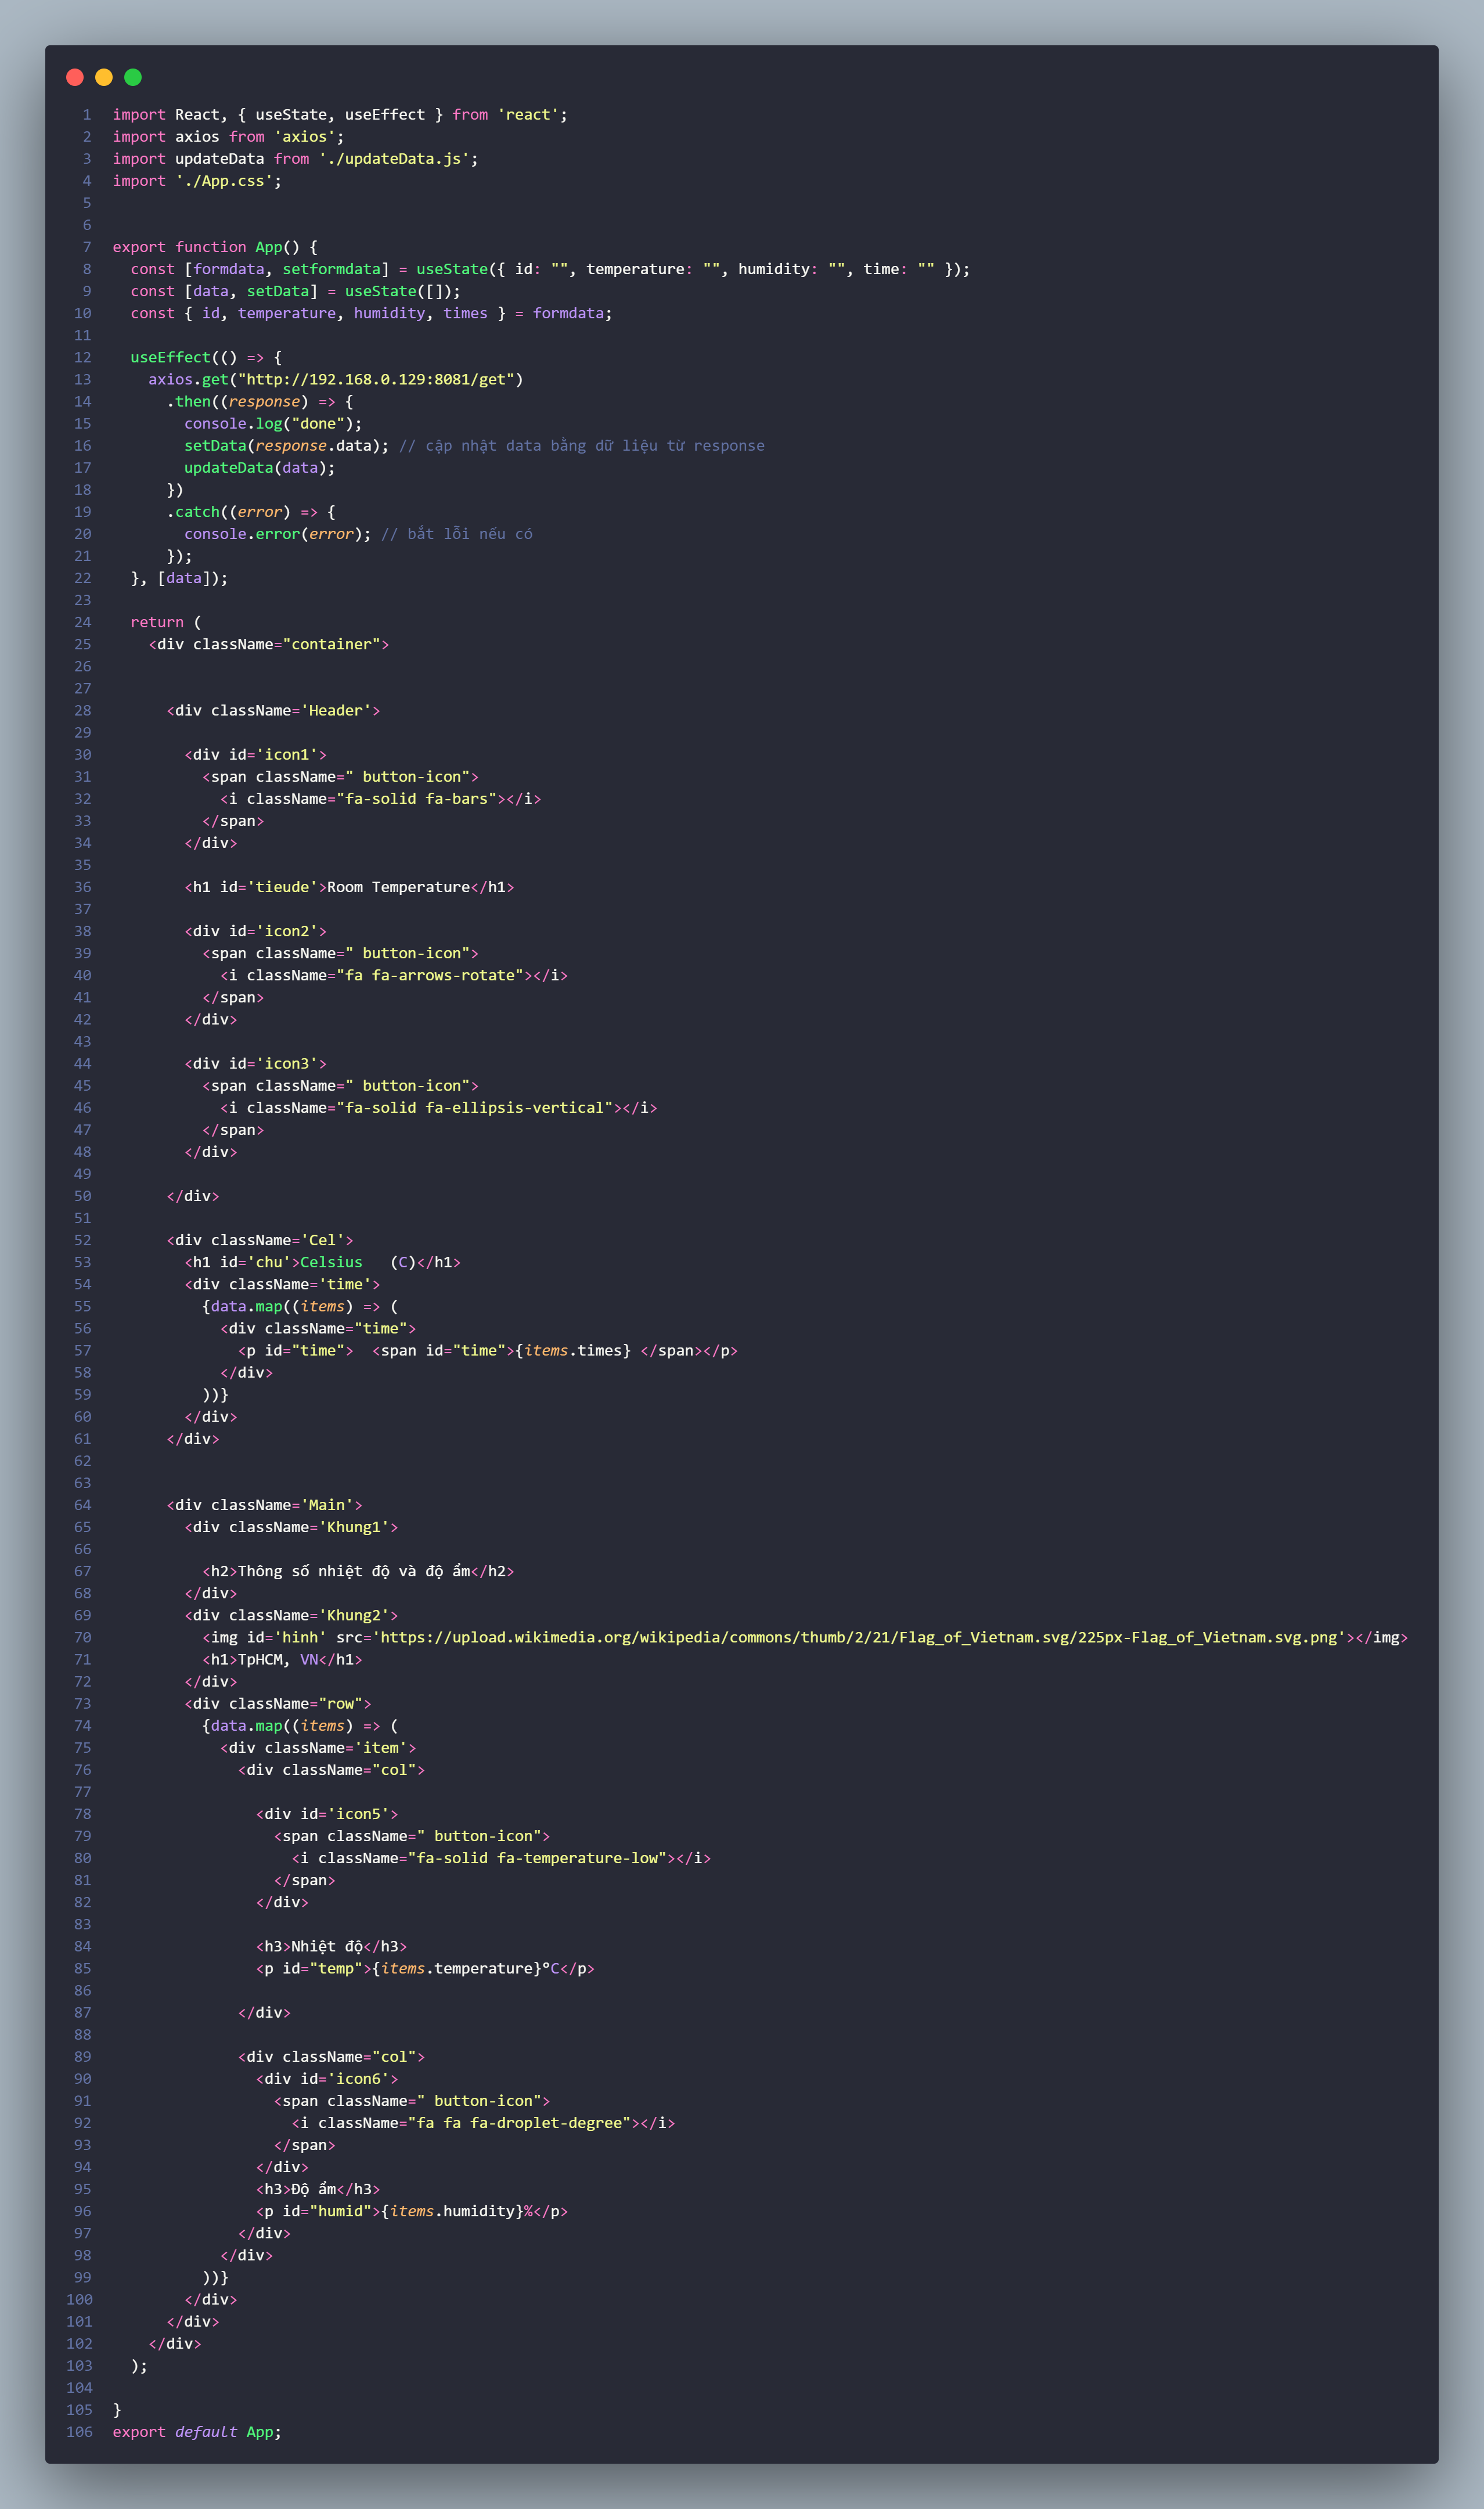 1 import React, { useState, useEffect } from 'react';
2 import axios from 'axios';
3 import updateData from './updateData.js';
4 import './App.css';
5
6
7 export function App() {
8   const [formdata, setformdata] = useState({ id: "", temperature: "", humidity: "", time: "" });
9   const [data, setData] = useState([]);
10   const { id, temperature, humidity, times } = formdata;
11
12   useEffect(() => {
13     axios.get("http://192.168.0.129:8081/get")
14       .then((response) => {
15         console.log("done");
16         setData(response.data); // cập nhật data bằng dữ liệu từ response
17         updateData(data);
18       })
19       .catch((error) => {
20         console.error(error); // bắt lỗi nếu có
21       });
22   }, [data]);
23
24   return (
25     <div className="container">
26
27
28       <div className='Header'>
29
30         <div id='icon1'>
31           <span className=" button-icon">
32             <i className="fa-solid fa-bars"></i>
33           </span>
34         </div>
35
36         <h1 id='tieude'>Room Temperature</h1>
37
38         <div id='icon2'>
39           <span className=" button-icon">
40             <i className="fa fa-arrows-rotate"></i>
41           </span>
42         </div>
43
44         <div id='icon3'>
45           <span className=" button-icon">
46             <i className="fa-solid fa-ellipsis-vertical"></i>
47           </span>
48         </div>
49
50       </div>
51
52       <div className='Cel'>
53         <h1 id='chu'>Celsius   (C)</h1>
54         <div className='time'>
55           {data.map((items) => (
56             <div className="time">
57               <p id="time">  <span id="time">{items.times} </span></p>
58             </div>
59           ))}
60         </div>
61       </div>
62
63
64       <div className='Main'>
65         <div className='Khung1'>
66
67           <h2>Thông số nhiệt độ và độ ẩm</h2>
68         </div>
69         <div className='Khung2'>
70           <img id='hinh' src='https://upload.wikimedia.org/wikipedia/commons/thumb/2/21/Flag_of_Vietnam.svg/225px-Flag_of_Vietnam.svg.png'></img>
71           <h1>TpHCM, VN</h1>
72         </div>
73         <div className="row">
74           {data.map((items) => (
75             <div className='item'>
76               <div className="col">
77
78                 <div id='icon5'>
79                   <span className=" button-icon">
80                     <i className="fa-solid fa-temperature-low"></i>
81                   </span>
82                 </div>
83
84                 <h3>Nhiệt độ</h3>
85                 <p id="temp">{items.temperature}°C</p>
86
87               </div>
88
89               <div className="col">
90                 <div id='icon6'>
91                   <span className=" button-icon">
92                     <i className="fa fa fa-droplet-degree"></i>
93                   </span>
94                 </div>
95                 <h3>Độ ẩm</h3>
96                 <p id="humid">{items.humidity}%</p>
97               </div>
98             </div>
99           ))}
100         </div>
101       </div>
102     </div>
103   );
104
105 }
106 export default App;